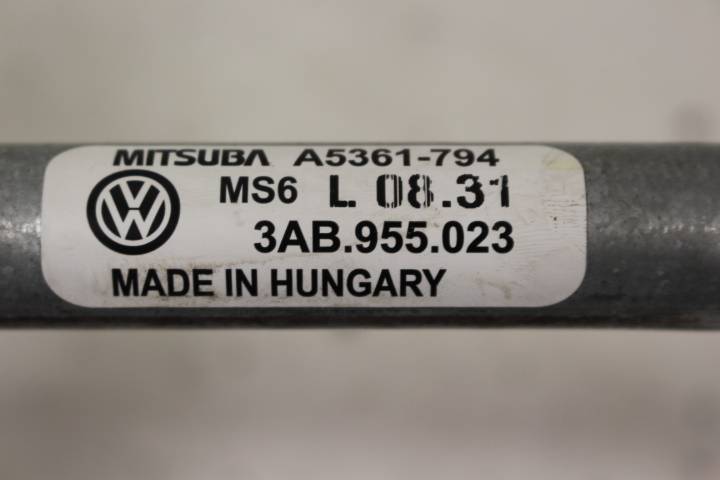 MITSUBA A5361-794
MS6 L 08.31
3AB.955.023
MADE IN HUNGARY